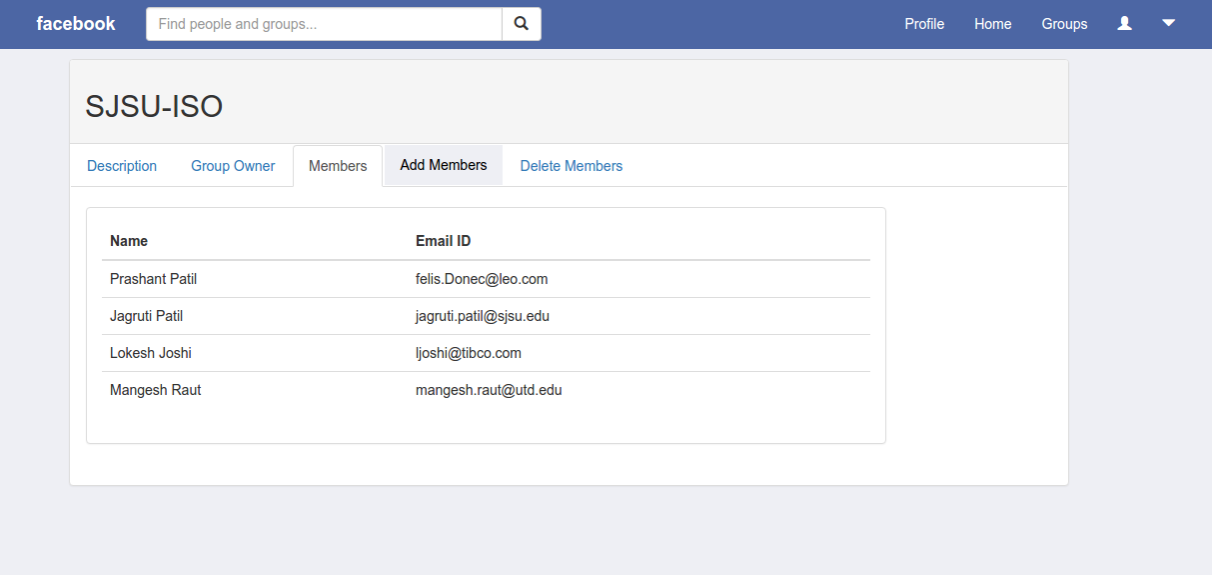 facebook Find people and groups... Profile Home Groups
SJSU-ISO
Description Group Owner Members Add Members Delete Members
Name Email ID
Prashant Patil felis.Donec@leo.com
Jagruti Patil jagruti.patil@sjsu.edu
Lokesh Joshi ljoshi@tibco.com
Mangesh Raut mangesh.raut@utd.edu